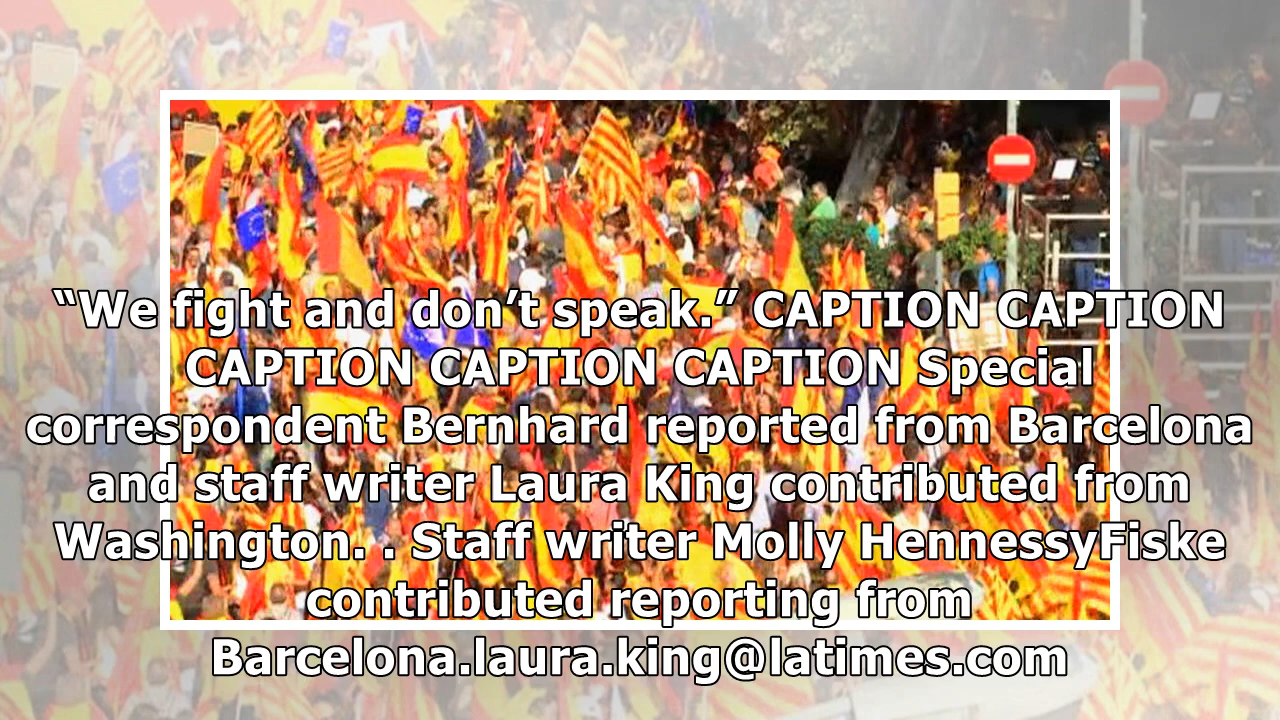 “We fight and don’t speak.” CAPTION CAPTION
CAPTION CAPTION CAPTION Special
correspondent Bernhard reported from Barcelona
and staff writer Laura King contributed from
Washington. . Staff writer Molly HennessyFiske
contributed reporting from
Barcelona.laura.king@latimes.com